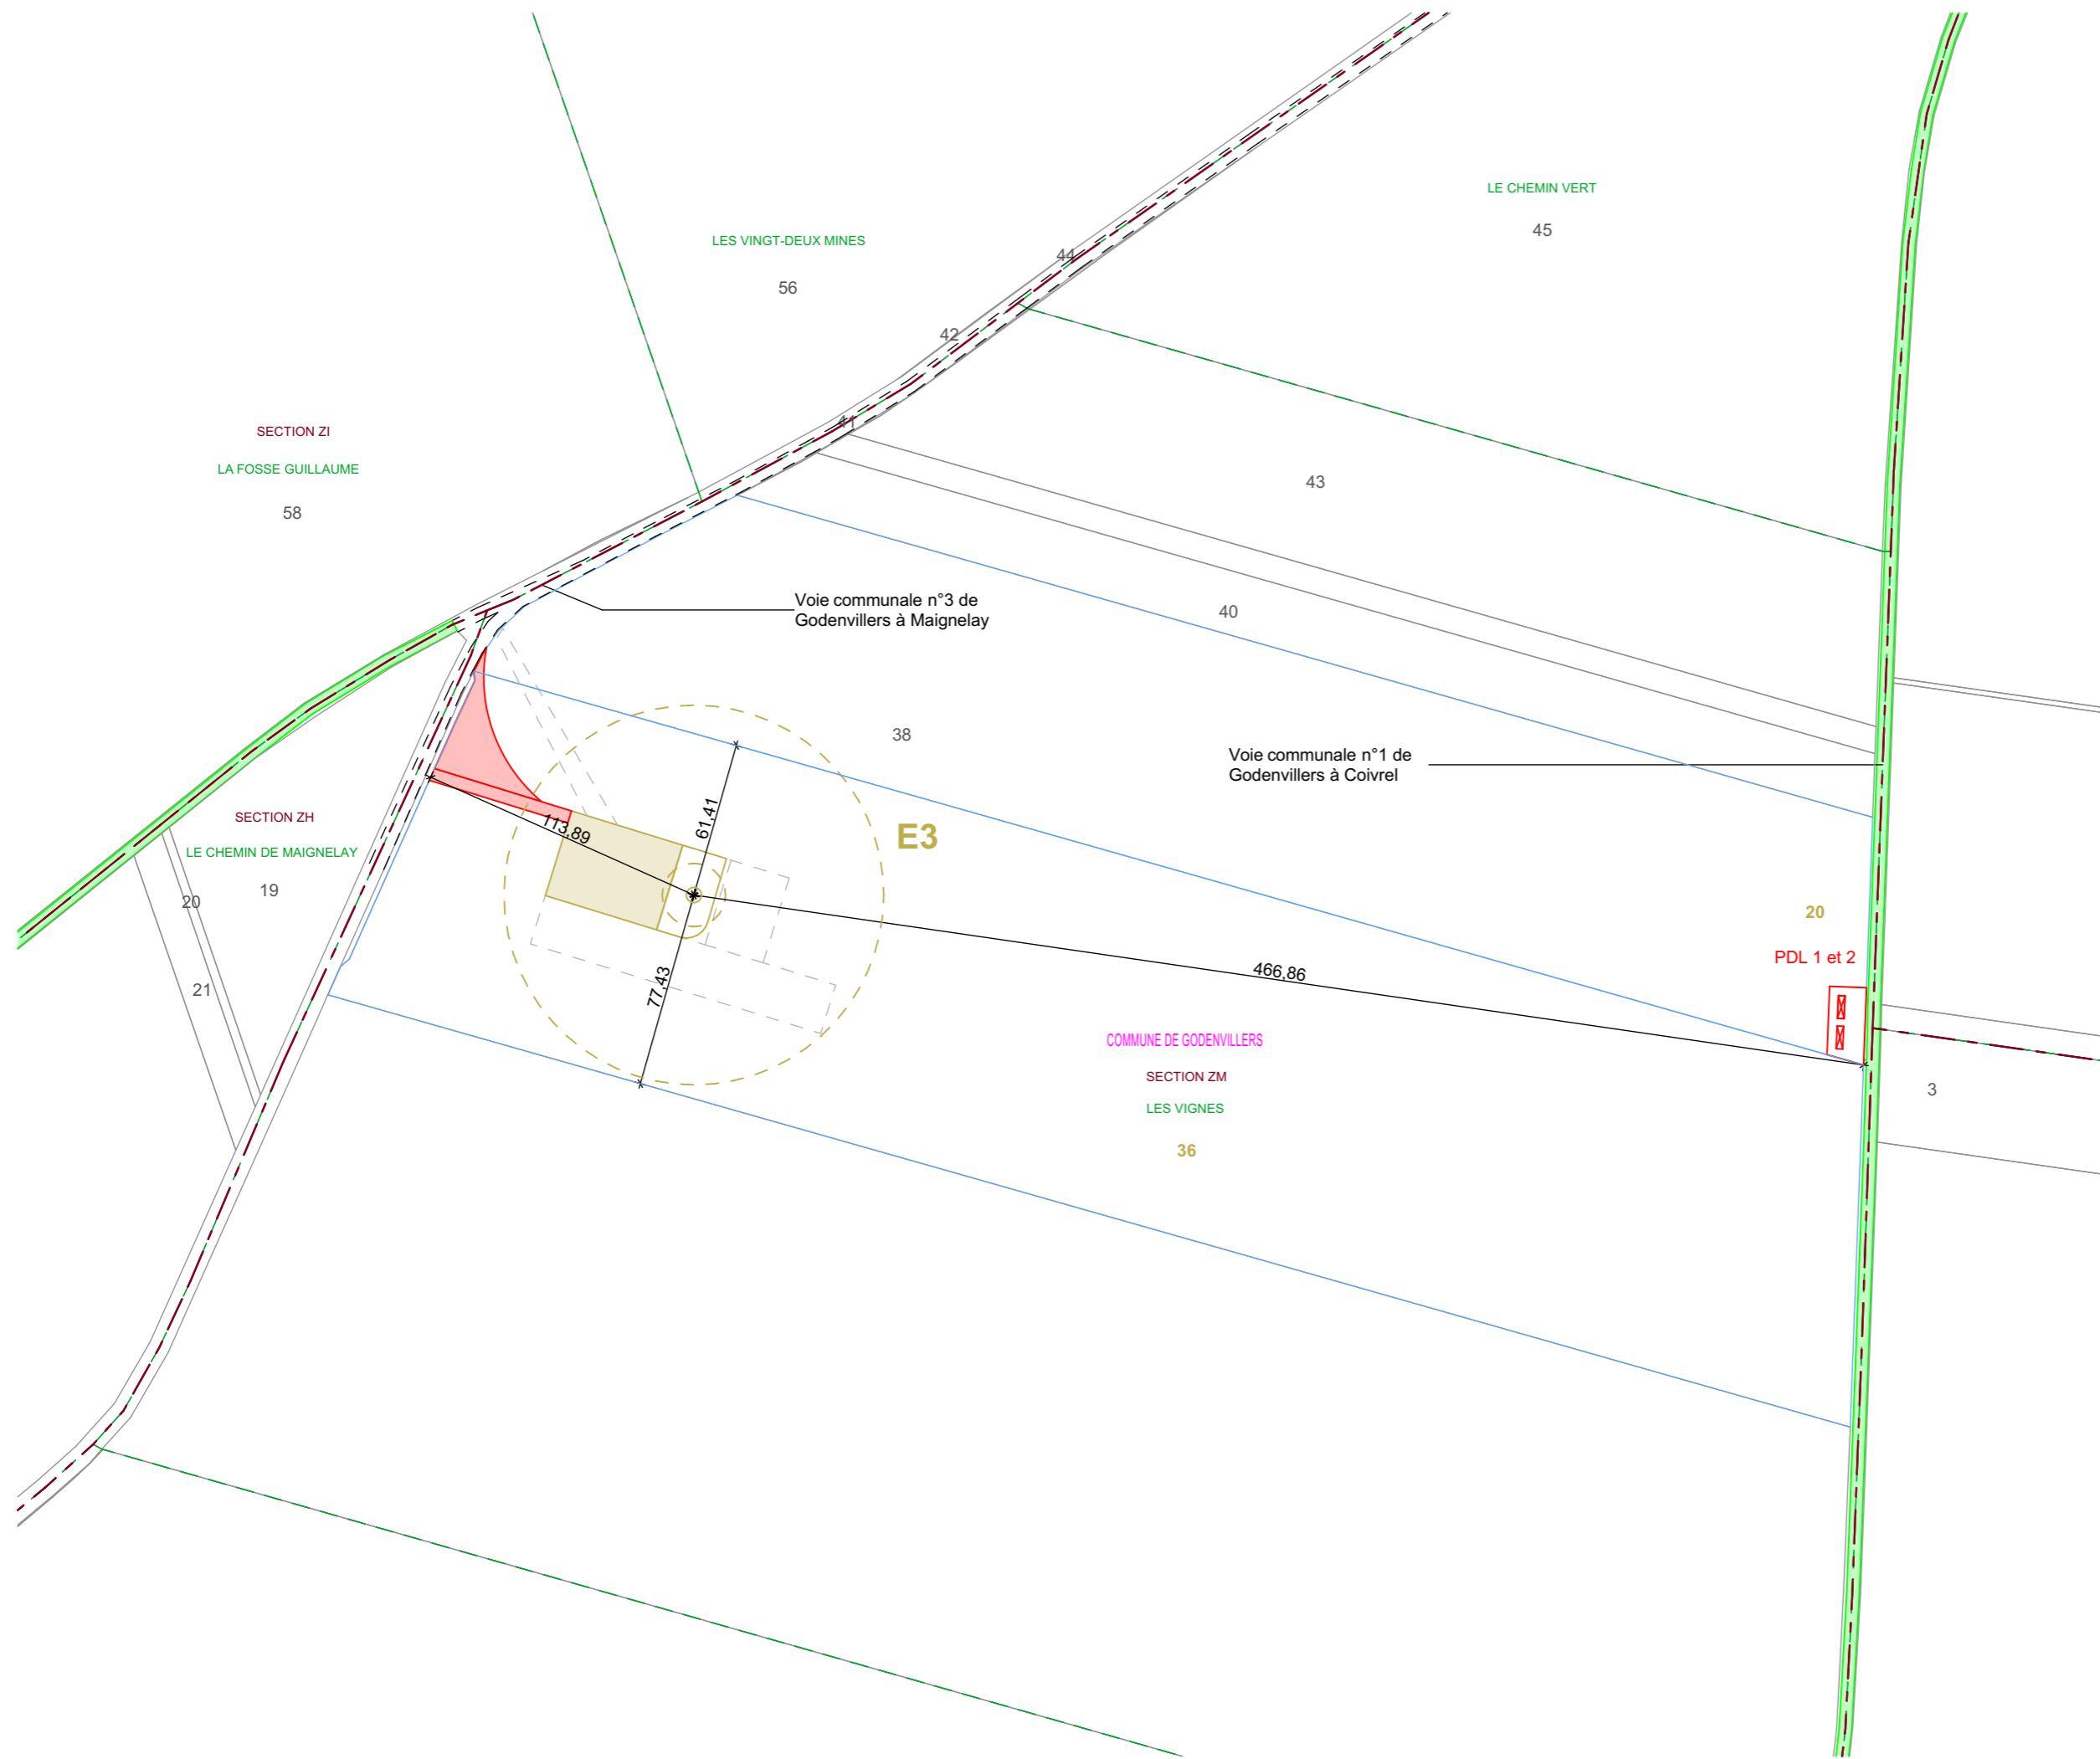 LE CHEMIN VERT
45
LES VINGT-DEUX MINES
56
44
42
41
SECTION ZI
LA FOSSE GUILLAUME
58
43
Voie communale n°3 de
Godenvillers à Maignelay
40
38
Voie communale n°1 de
Godenvillers à Coivrel
SECTION ZH
LE CHEMIN DE MAIGNELAY
19
20
21
113,89
61,41
E3
77,43
466,86
20
PDL 1 et 2
COMMUNE DE GODENVILLERS
SECTION ZM
LES VIGNES
36
3